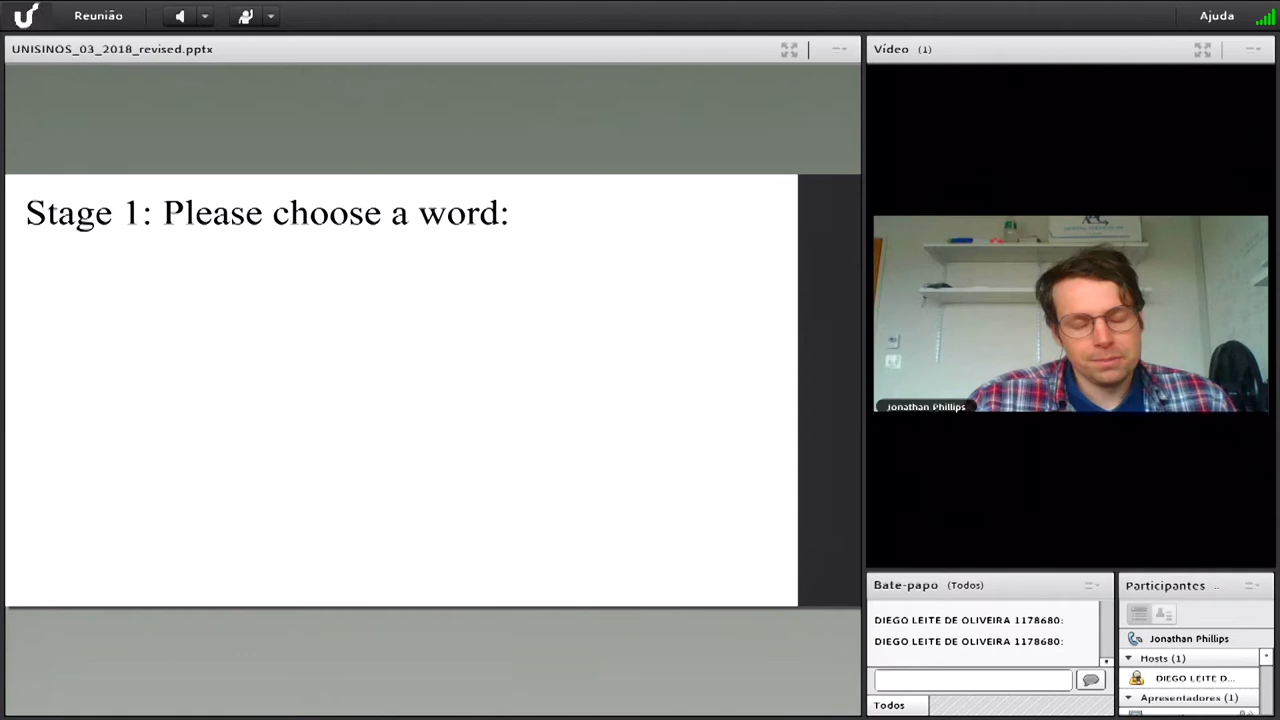 Reunião
Ajuda
UNISINOS_03_2018_revised.pptx
Stage 1: Please choose a word:
Vídeo (1)
Jonathan Phillips
Bate-papo (Todos)
DIEGO LEITE DE OLIVEIRA 1178680:
DIEGO LEITE DE OLIVEIRA 1178680:
Todos
Participantes ..
Jonathan Phillips
Hosts (1)
DIEGO LEITE D...
Apresentadores (1)